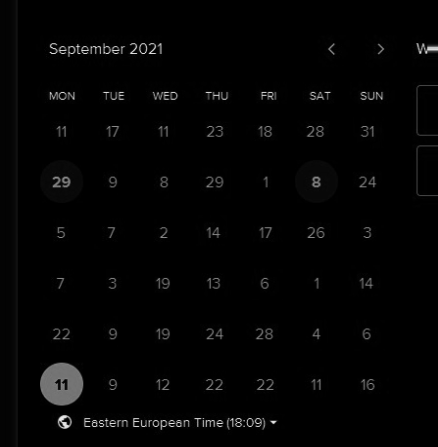 September 2021
MON TUE WED THU FRI SAT SUN
11 17 11 23 18 28 31
29 9 8 29 1 8 24
5 7 2 14 17 26 3
7 3 19 13 6 1 14
22 9 19 24 28 4 6
11 9 12 22 22 11 16
Eastern European Time (18:09)